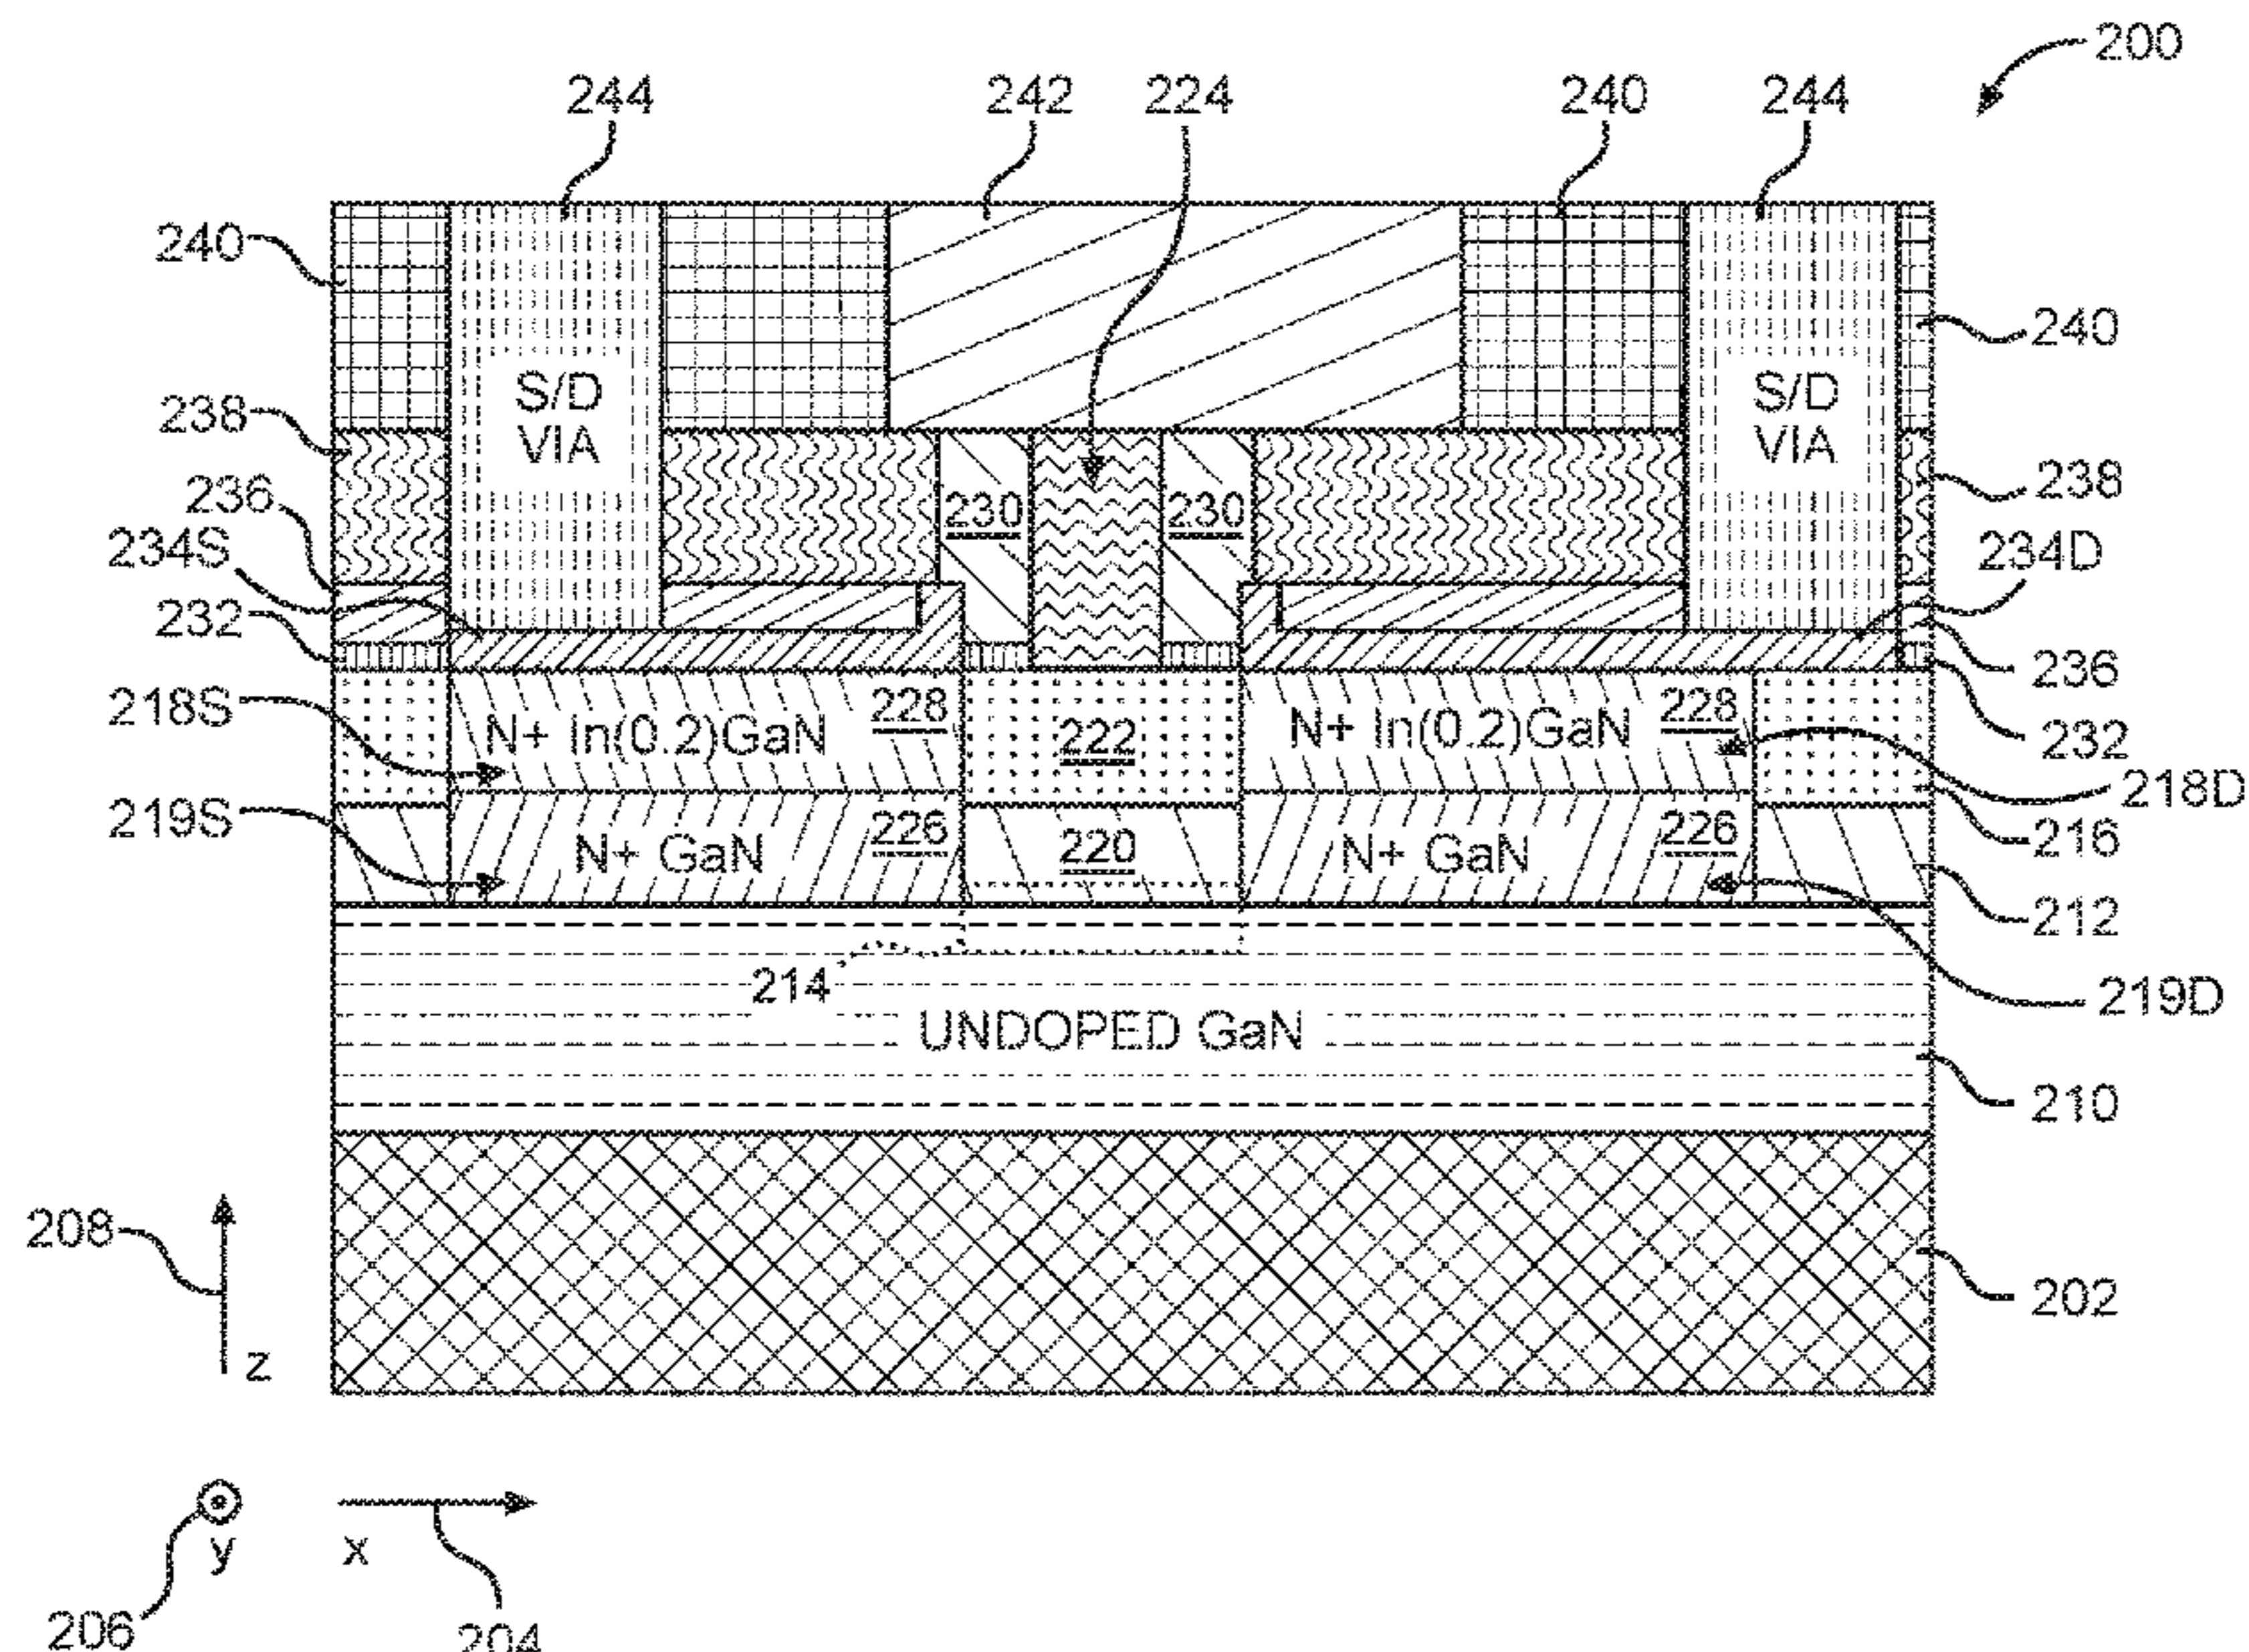 200
244
242
224
240
244
240
240
S/D
VIA
S/D
VIA
238
238
236
230
230
234S
234D
232
236
218S
N+ In(0.2)GaN
228
222
N+ In(0.2)GaN
228
232
218D
219S
N+ GaN
226
220
N+ GaN
226
216
212
214
219D
UNDOPED GaN
210
208
z
202
y
x
206
204